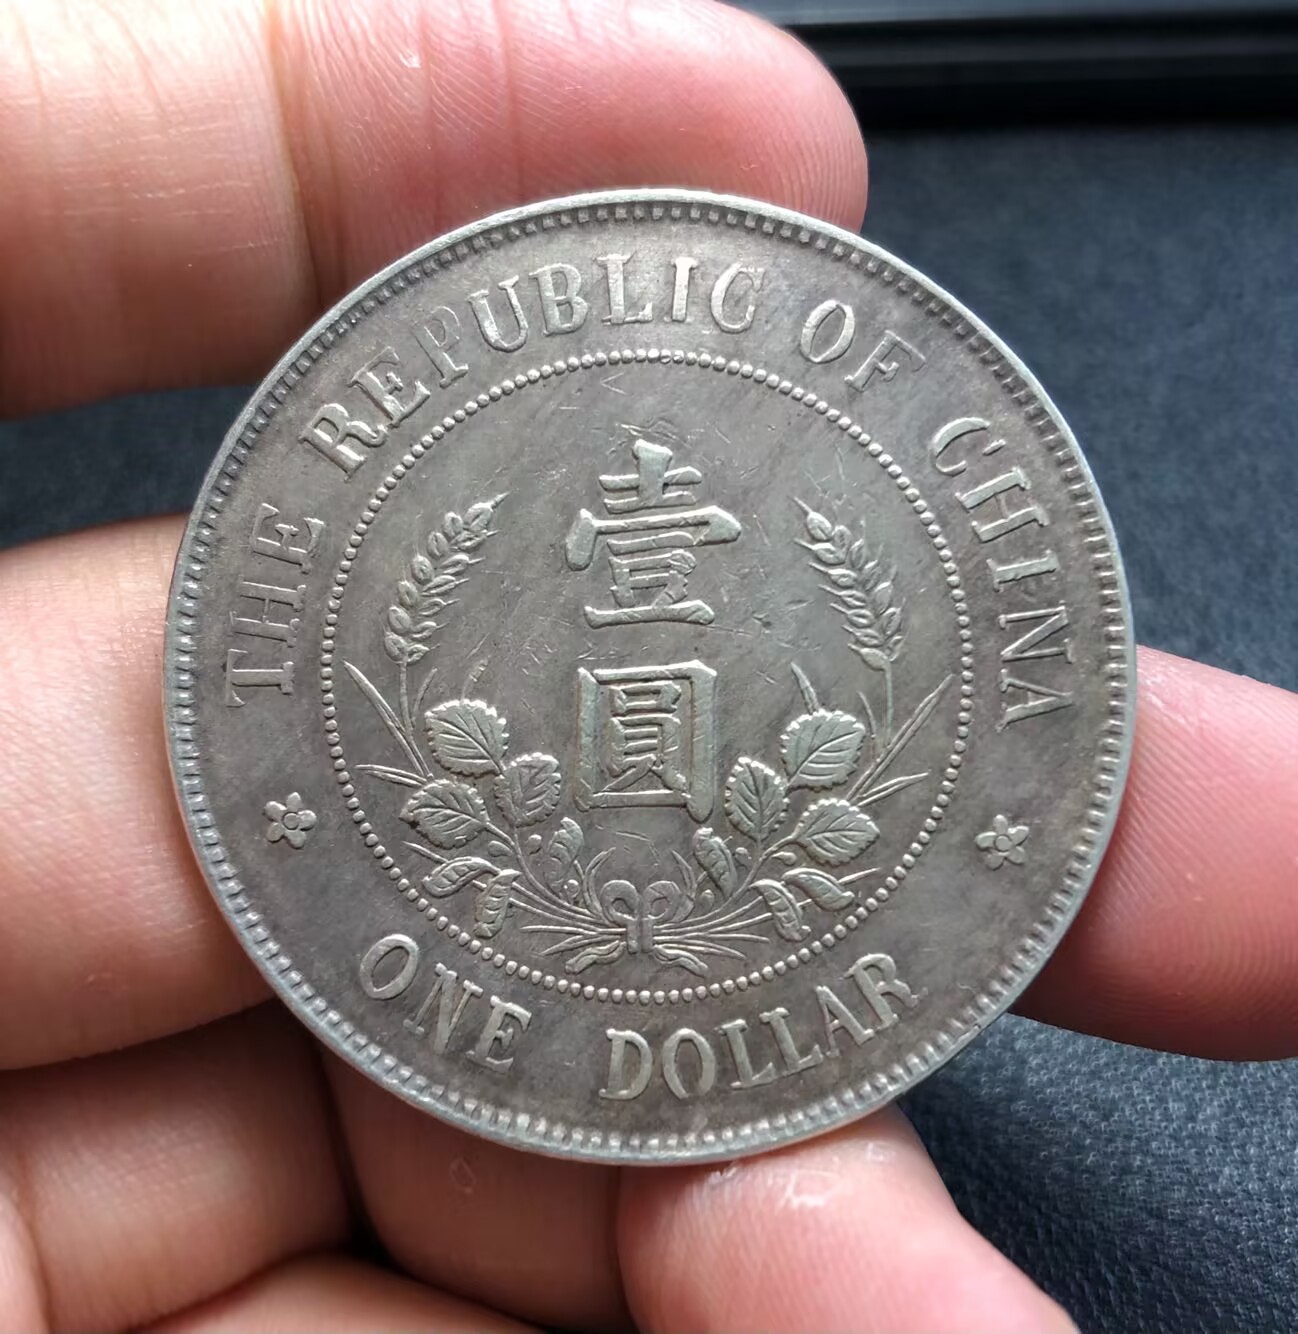 THE REPUBLIC OF CHINA
壹
圓
ONE DOLLAR